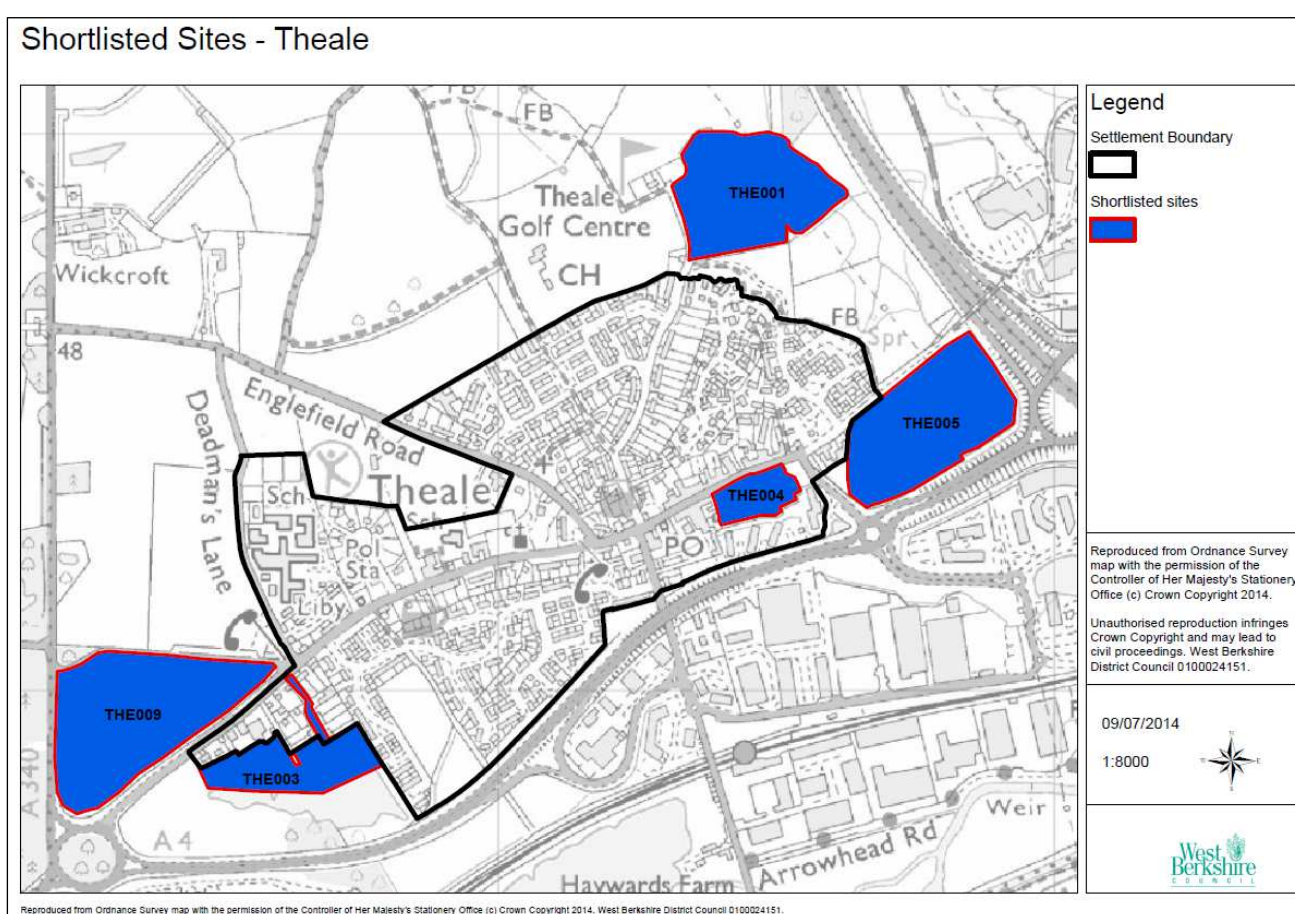 Shortlisted Sites - Theale
FB
FB
THE001
Theale
Golf Centre
CH
Wickcroft
48
FB
Spr
Deadman's Lane
Englefield Road
THE005
Sch
Theale
THE004
Pol
Sta
PO
Liby
THE009
THE003
A340
A 4
Weir
Arrowhead Rd
Haywards Farm
Legend
Settlement Boundary
Shortlisted sites
Reproduced from Ordnance Survey
map with the permission of the
Controller of Her Majesty's Stationery
Office (c) Crown Copyright 2014.
Unauthorised reproduction infringes
Crown Copyright and may lead to
civil proceedings. West Berkshire
District Council 0100024151.
09/07/2014
1:8000
West
Berkshire
COUNCIL
Reproduced from Ordnance Survey map with the permission of the Controller of Her Majesty's Stationery Office (c) Crown Copyright 2014. West Berkshire District Council 0100024151.